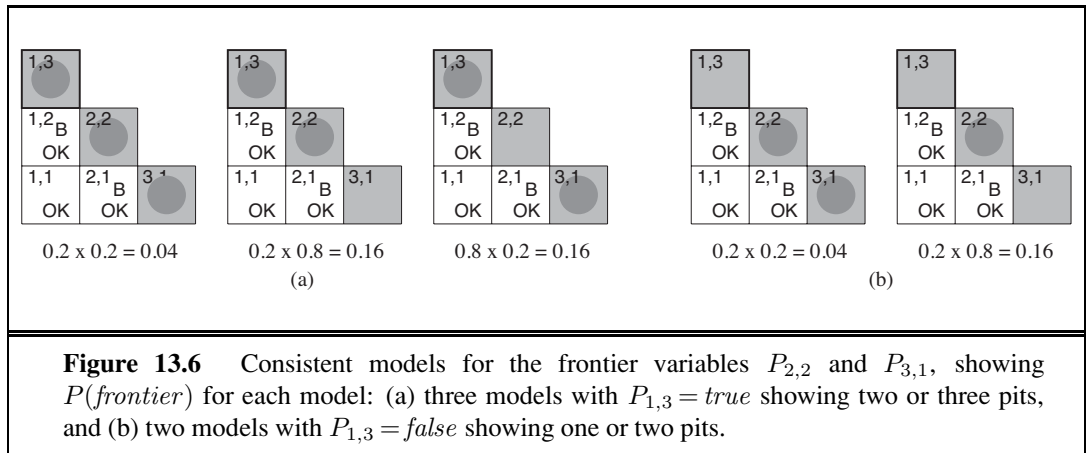 1,3 1,3 1,3 1,3 1,3
1,2 B 2,2 1,2 B 2,2 1,2 B 2,2 1,2 B 2,2 1,2 B 2,2
OK OK OK OK OK
1,1 2,1 B 3,1 1,1 2,1 B 3,1 1,1 2,1 B 3,1 1,1 2,1 B 3,1 1,1 2,1 B 3,1
OK OK OK OK OK OK OK OK OK OK
0.2 x 0.2 = 0.04 0.2 x 0.8 = 0.16 0.8 x 0.2 = 0.16 0.2 x 0.2 = 0.04 0.2 x 0.8 = 0.16
(a) (b)
Figure 13.6 Consistent models for the frontier variables P2,2 and P3,1, showing
P(frontier) for each model: (a) three models with P1,3 = true showing two or three pits,
and (b) two models with P1,3 = false showing one or two pits.